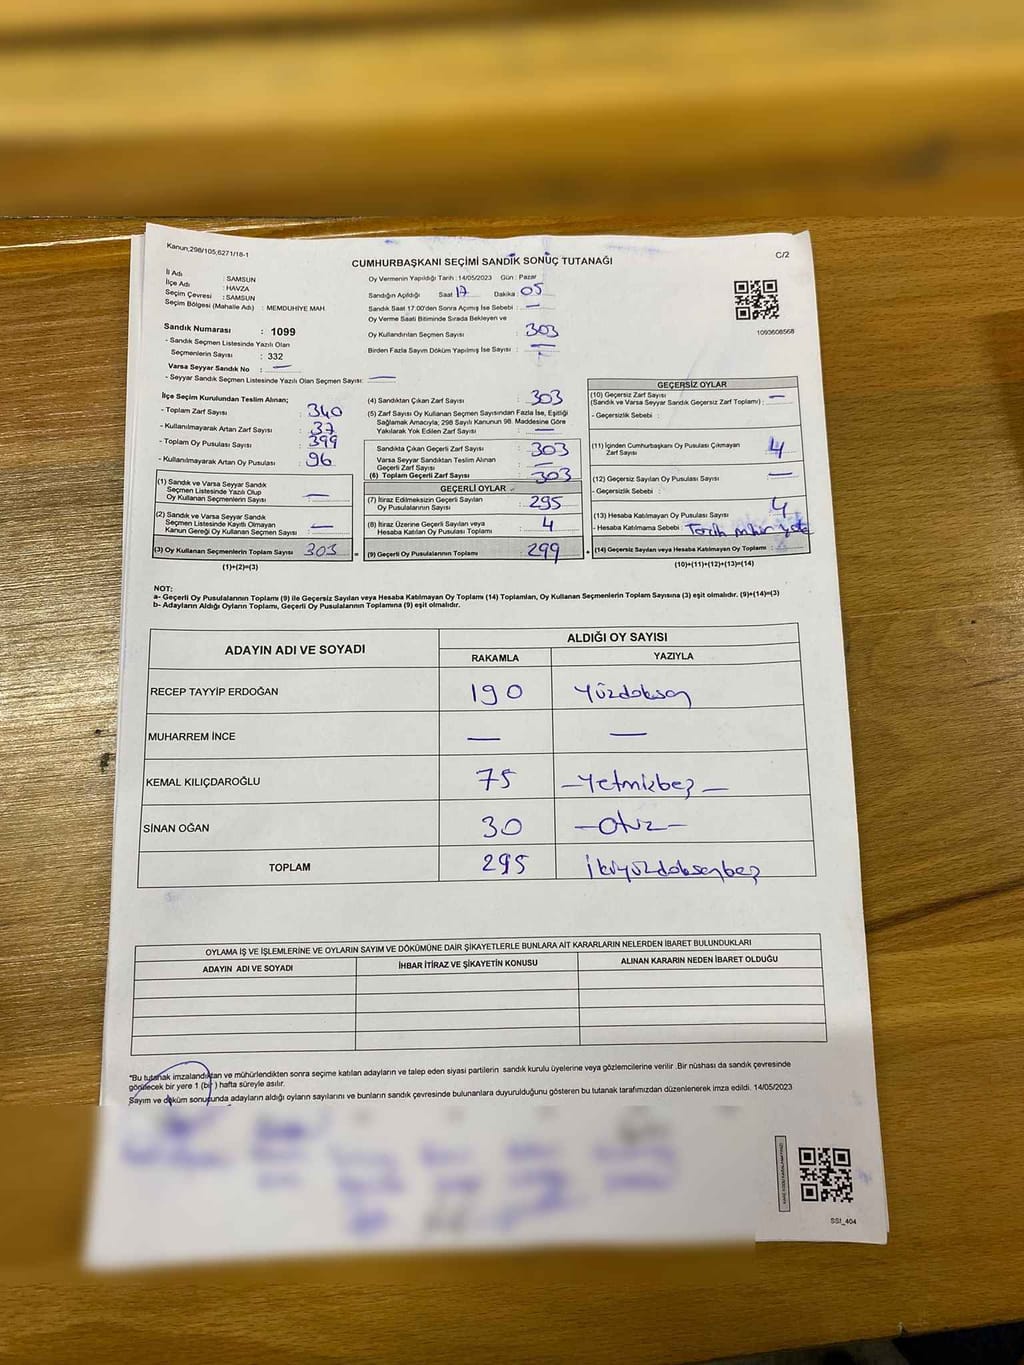 Kanun;298/105;6271/18-1
C/2
CUMHURBAŞKANI SEÇİMİ SANDIK SONUÇ TUTANAĞI
İl Adı : SAMSUN
İlçe Adı : HAVZA
Seçim Çevresi : SAMSUN
Seçim Bölgesi (Mahalle Adı) : MEMDUHİYE MAH.
Sandık Numarası : 1099
- Sandık Seçmen Listesinde Yazılı Olan
Seçmenlerin Sayısı : 332
Varsa Seyyar Sandık No : —
- Seyyar Sandık Seçmen Listesinde Yazılı Olan Seçmen Sayısı: —
Oy Vermenin Yapıldığı Tarih :14/05/2023 Gün : Pazar
Sandığın Açıldığı Saat 17 Dakika : 05
Sandık Saat 17:00'den Sonra Açılmış İse Sebebi : —
Oy Verme Saati Bitiminde Sırada Bekleyen ve
Oy Kullandırılan Seçmen Sayısı : 303
Birden Fazla Sayım Döküm Yapılmış İse Sayısı : —
1093608568
İlçe Seçim Kurulundan Teslim Alınan;
- Toplam Zarf Sayısı : 340
- Kullanılmayarak Artan Zarf Sayısı : 37
- Toplam Oy Pusulası Sayısı : 399
- Kullanılmayarak Artan Oy Pusulası : 96
(1) Sandık ve Varsa Seyyar Sandık
Seçmen Listesinde Yazılı Olup
Oy Kullanan Seçmenlerin Sayısı : —
(2) Sandık ve Varsa Seyyar Sandık
Seçmen Listesinde Kayıtlı Olmayan
Kanun Gereği Oy Kullanan Seçmen Sayısı : —
(3) Oy Kullanan Seçmenlerin Toplam Sayısı : 303
(1)+(2)=(3)
(4) Sandıktan Çıkan Zarf Sayısı : 303
(5) Zarf Sayısı Oy Kullanan Seçmen Sayısından Fazla İse, Eşitliği
Sağlamak Amacıyla; 298 Sayılı Kanunun 98. Maddesine Göre
Yakılarak Yok Edilen Zarf Sayısı : —
Sandıkta Çıkan Geçerli Zarf Sayısı : 303
Varsa Seyyar Sandıktan Teslim Alınan
Geçerli Zarf Sayısı : —
(6) Toplam Geçerli Zarf Sayısı : 303
GEÇERLİ OYLAR
(7) İtiraz Edilmeksizin Geçerli Sayılan
Oy Pusulalarının Sayısı : 295
(8) İtiraz Üzerine Geçerli Sayılan veya
Hesaba Katılan Oy Pusulası Toplamı : 4
= (9) Geçerli Oy Pusulalarının Toplamı : 299
GEÇERSİZ OYLAR
(10) Geçersiz Zarf Sayısı
(Sandık ve Varsa Seyyar Sandık Geçersiz Zarf Toplamı) : —
- Geçersizlik Sebebi :
(11) İçinden Cumhurbaşkanı Oy Pusulası Çıkmayan
Zarf Sayısı : 4
(12) Geçersiz Sayılan Oy Pusulası Sayısı : —
- Geçersizlik Sebebi :
(13) Hesaba Katılmayan Oy Pusulası Sayısı : 4
- Hesaba Katılmama Sebebi : Tercih mührü yok
+ (14) Geçersiz Sayılan veya Hesaba Katılmayan Oy Toplamı :
(10)+(11)+(12)+(13)=(14)
NOT:
a- Geçerli Oy Pusulalarının Toplamı (9) ile Geçersiz Sayılan veya Hesaba Katılmayan Oy Toplamı (14) Toplamları, Oy Kullanan Seçmenlerin Toplam Sayısına (3) eşit olmalıdır. (9)+(14)=(3)
b- Adayların Aldığı Oyların Toplamı, Geçerli Oy Pusulalarının Toplamına (9) eşit olmalıdır.
ADAYIN ADI VE SOYADI
ALDIĞI OY SAYISI
RAKAMLA YAZIYLA
RECEP TAYYİP ERDOĞAN 190 Yüzdoksan
MUHARREM İNCE — —
KEMAL KILIÇDAROĞLU 75 —Yetmişbeş—
SİNAN OĞAN 30 —Otuz—
TOPLAM 295 İkiyüzdoksanbeş
OYLAMA İŞ VE İŞLEMLERİNE VE OYLARIN SAYIM VE DÖKÜMÜNE DAİR ŞİKAYETLERLE BUNLARA AİT KARARLARIN NELERDEN İBARET BULUNDUKLARI
ADAYIN ADI VE SOYADI İHBAR İTİRAZ VE ŞİKAYETİN KONUSU ALINAN KARARIN NEDEN İBARET OLDUĞU
*Bu tutanak imzalandıktan ve mühürlendikten sonra seçime katılan adayların ve talep eden siyasi partilerin sandık kurulu üyelerine veya gözlemcilerine verilir .Bir nüshası da sandık çevresinde
görülecek bir yere 1 (bir) hafta süreyle asılır.
Sayım ve döküm sonucunda adayların aldığı oyların sayılarını ve bunların sandık çevresinde bulunanlara duyurulduğunu gösteren bu tutanak tarafımızdan düzenlenerek imza edildi. 14/05/2023
SSI_404